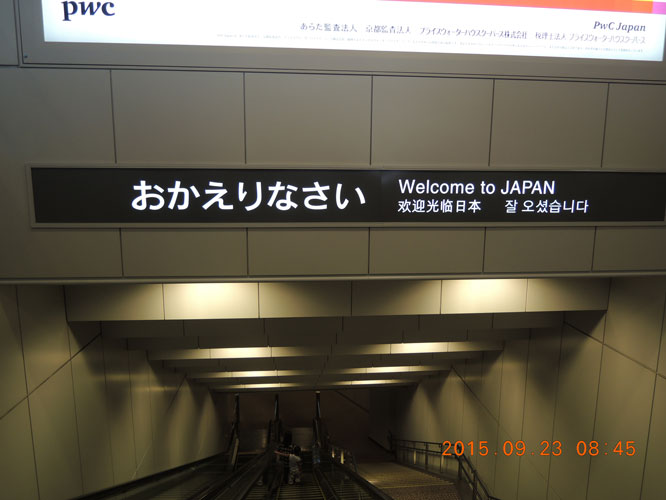 pwc
PwC Japan
あらた監査法人 京都監査法人 プライスウォーターハウスクーパース株式会社 税理士法人 プライスウォーターハウスクーパース
おかえりなさい
Welcome to JAPAN
欢迎光临日本 잘 오셨습니다
2015.09.23 08:45